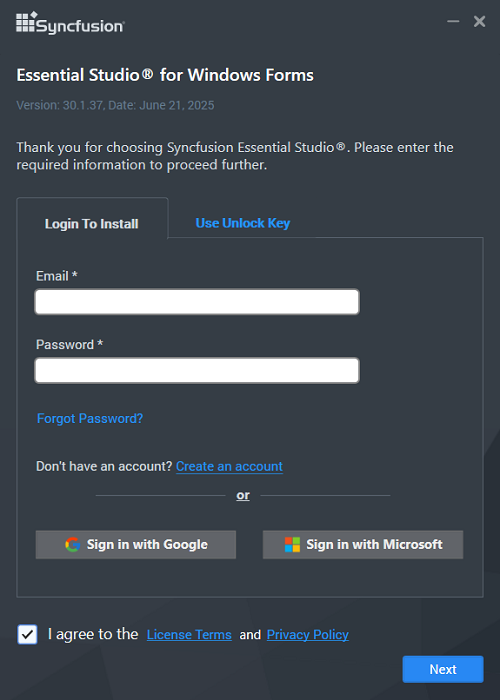 Syncfusion®
Essential Studio® for Windows Forms
Version: 30.1.37, Date: June 21, 2025
Thank you for choosing Syncfusion Essential Studio®. Please enter the
required information to proceed further.
Login To Install
Use Unlock Key
Email *
Password *
Forgot Password?
Don't have an account? Create an account
or
Sign in with Google
Sign in with Microsoft
I agree to the License Terms and Privacy Policy
Next